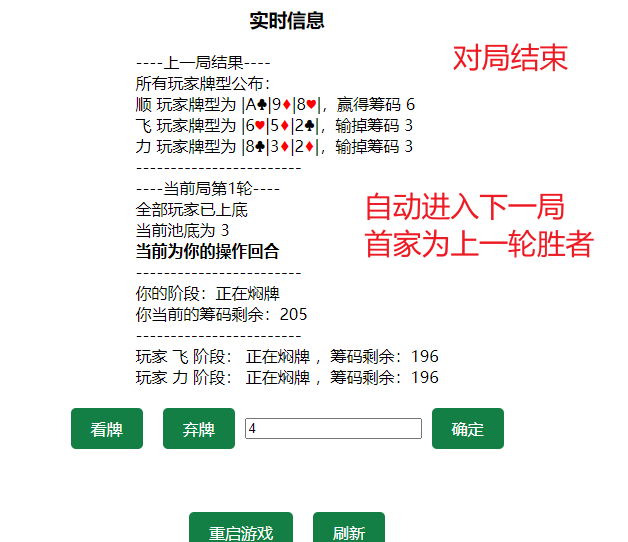 实时信息
对局结束
----上一局结果----
所有玩家牌型公布：
顺 玩家牌型为 |A♣|9♦|8♥|，赢得筹码 6
飞 玩家牌型为 |6♥|5♦|2♣|，输掉筹码 3
力 玩家牌型为 |8♣|3♦|2♦|，输掉筹码 3
------------------------
----当前局第1轮----
全部玩家已上底
自动进入下一局
当前池底为 3
首家为上一轮胜者
当前为你的操作回合
------------------------
你的阶段：正在焖牌
你当前的筹码剩余：205
------------------------
玩家 飞 阶段： 正在焖牌 ，筹码剩余：196
玩家 力 阶段： 正在焖牌 ，筹码剩余：196
看牌 弃牌 4 确定
重启游戏 刷新